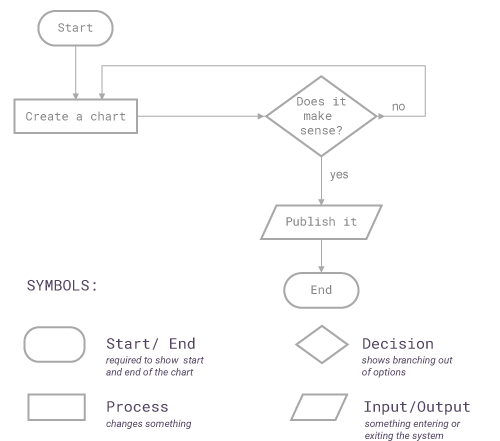 Start
Create a chart
Does it
make
sense?
no
yes
Publish it
End
SYMBOLS:
Start/ End
required to show start
and end of the chart
Decision
shows branching out
of options
Process
changes something
Input/Output
something entering or
exiting the system